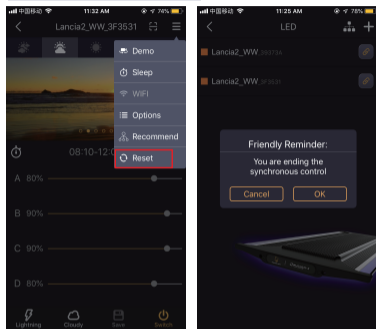 中国移动 11:32 AM 74%
Lancia2_WW_3F3531
Demo
Sleep
WIFI
Options
Recommend
Reset
08:10-12:0
A 80%
B 90%
C 90%
D 80%
Lightning Cloudy Save Switch
中国移动 11:25 AM 78%
LED
Lancia2_WW
Lancia2_WW_3F3531
Friendly Reminder:
You are ending the
synchronous control
Cancel OK